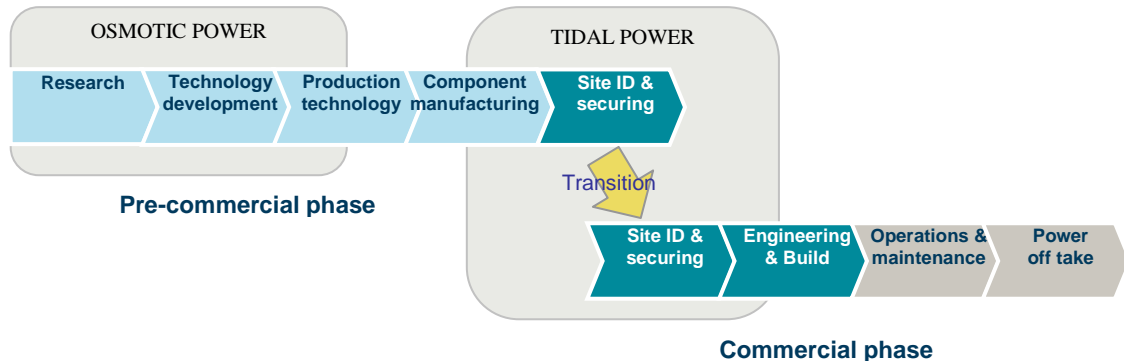 OSMOTIC POWER
TIDAL POWER
Research
Technology
development
Production
technology
Component
manufacturing
Site ID &
securing
Transition
Pre-commercial phase
Site ID &
securing
Engineering
& Build
Operations &
maintenance
Power
off take
Commercial phase